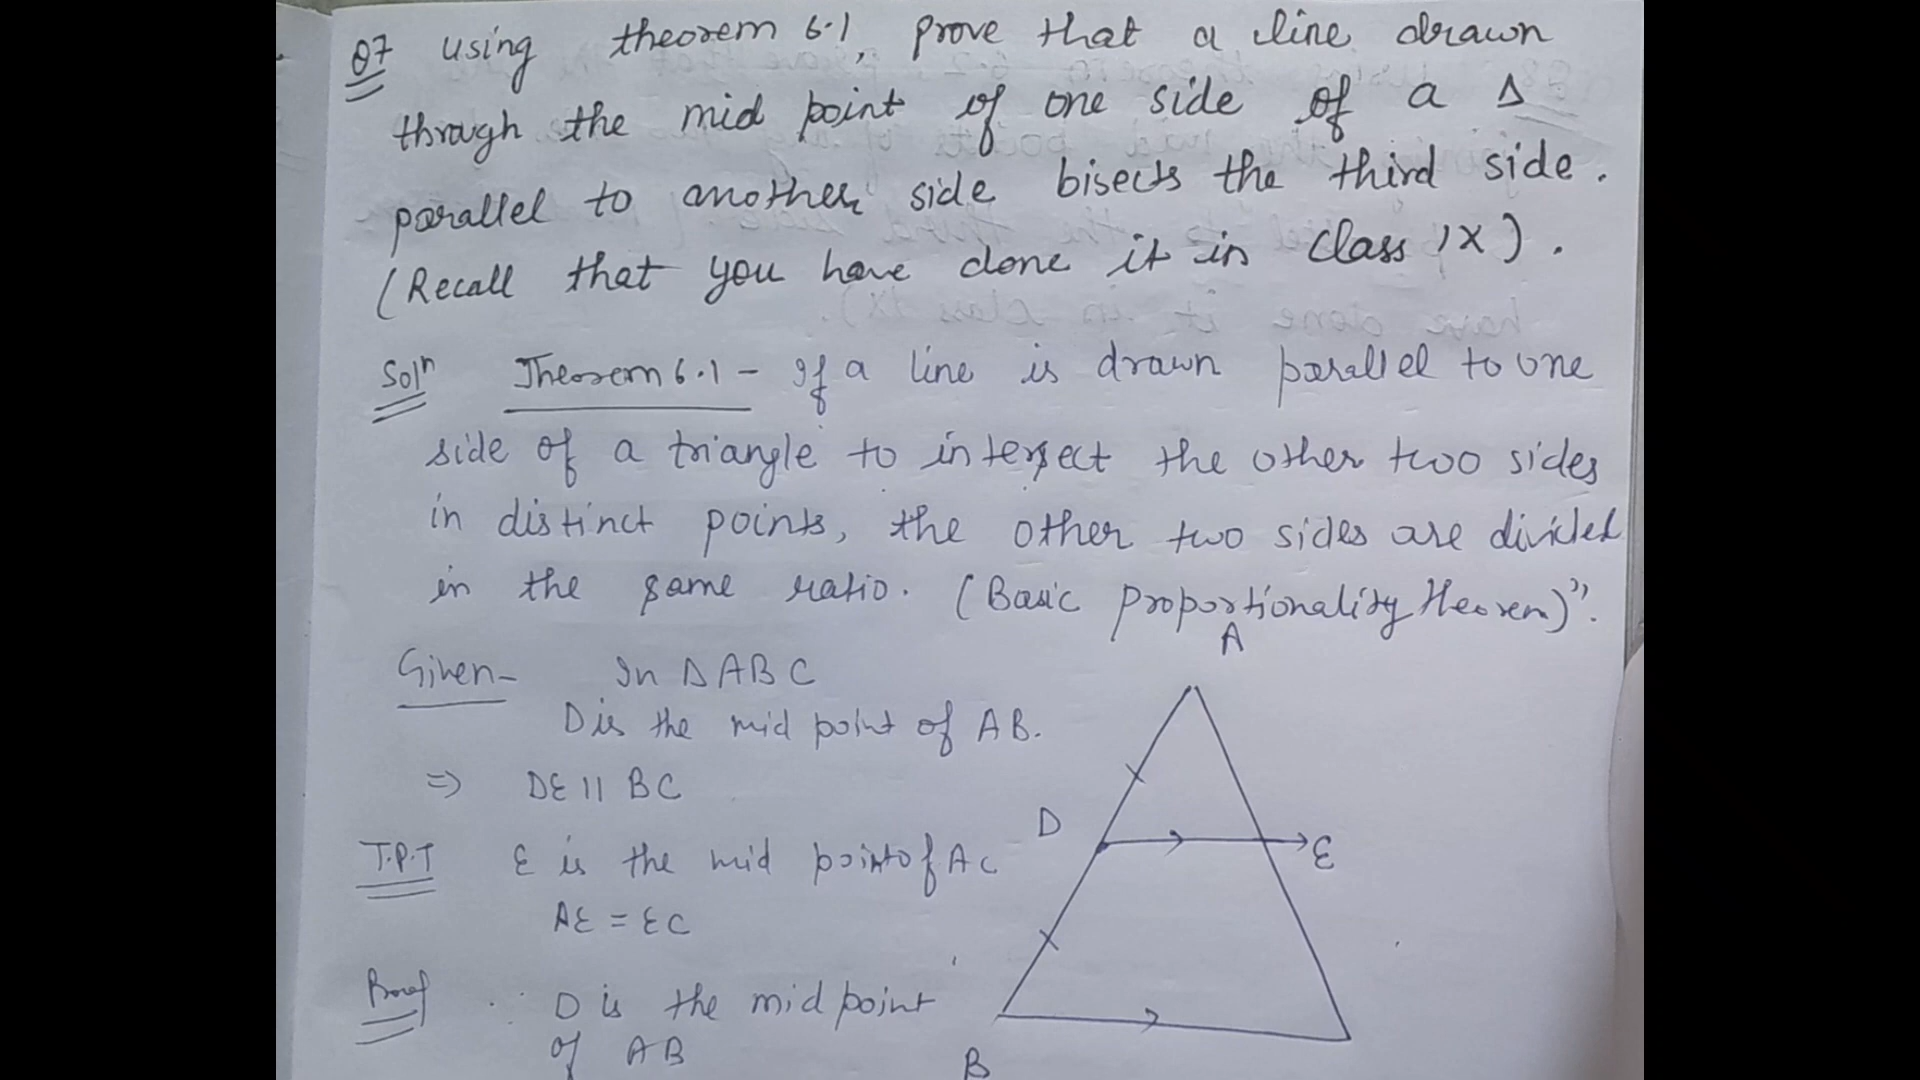 Q7 using theorem 6.1, prove that a line drawn
through the mid point of one side of a Δ
parallel to another side bisects the third side.
(Recall that you have done it in class IX).
Soln Theorem 6.1 - If a line is drawn parallel to one
side of a triangle to intersect the other two sides
in distinct points, the other two sides are divided
in the same ratio. (Basic Proportionality theorem)".
A
Given- In Δ ABC
D is the mid point of AB.
⇒ DE || BC
D
E
T.P.T E is the mid point of AC
AE = EC
Proof ∵ D is the mid point
of AB
B